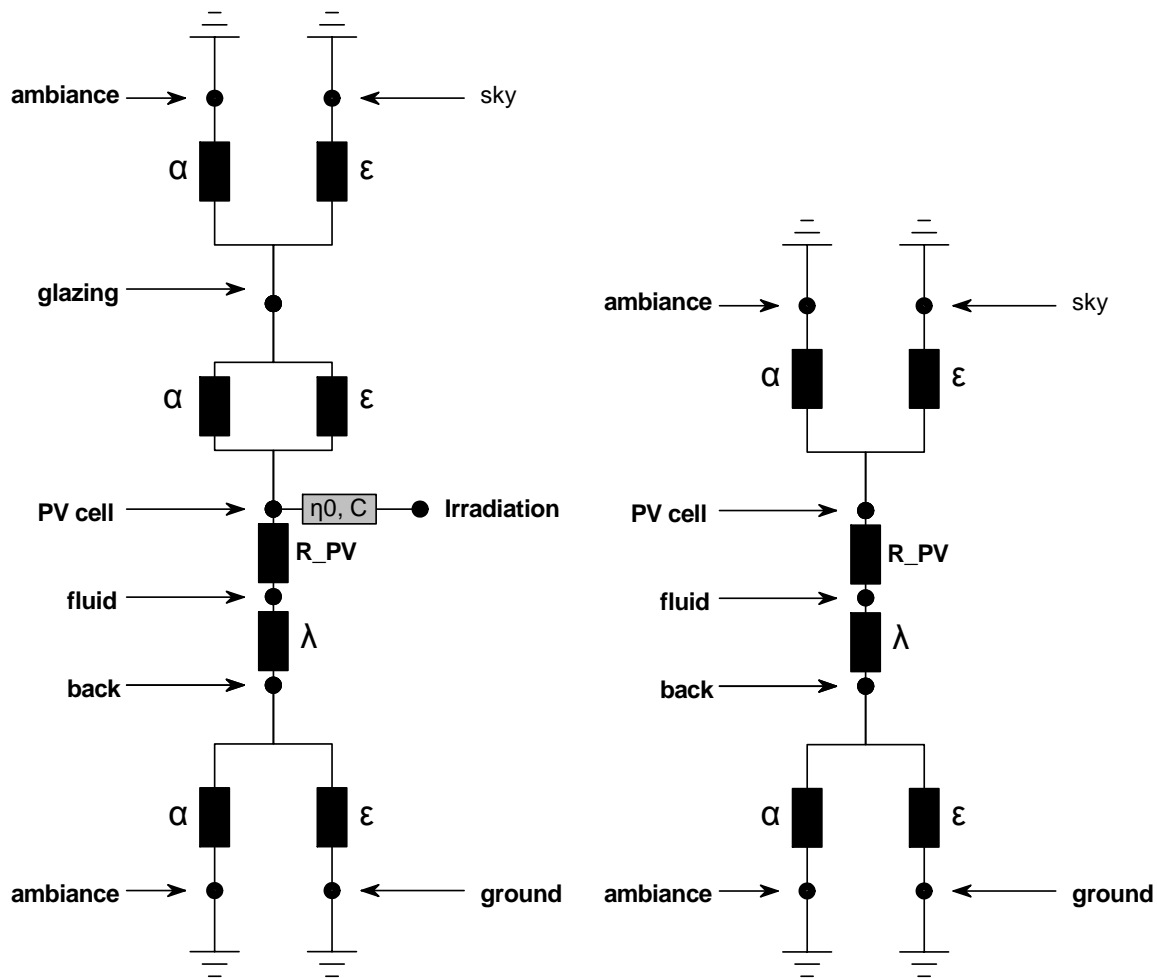 ambiance
sky
α
ε
glazing
α
ε
PV cell
η0, C
Irradiation
R_PV
fluid
λ
back
α
ε
ambiance
ground
ambiance
sky
α
ε
PV cell
R_PV
fluid
λ
back
α
ε
ambiance
ground